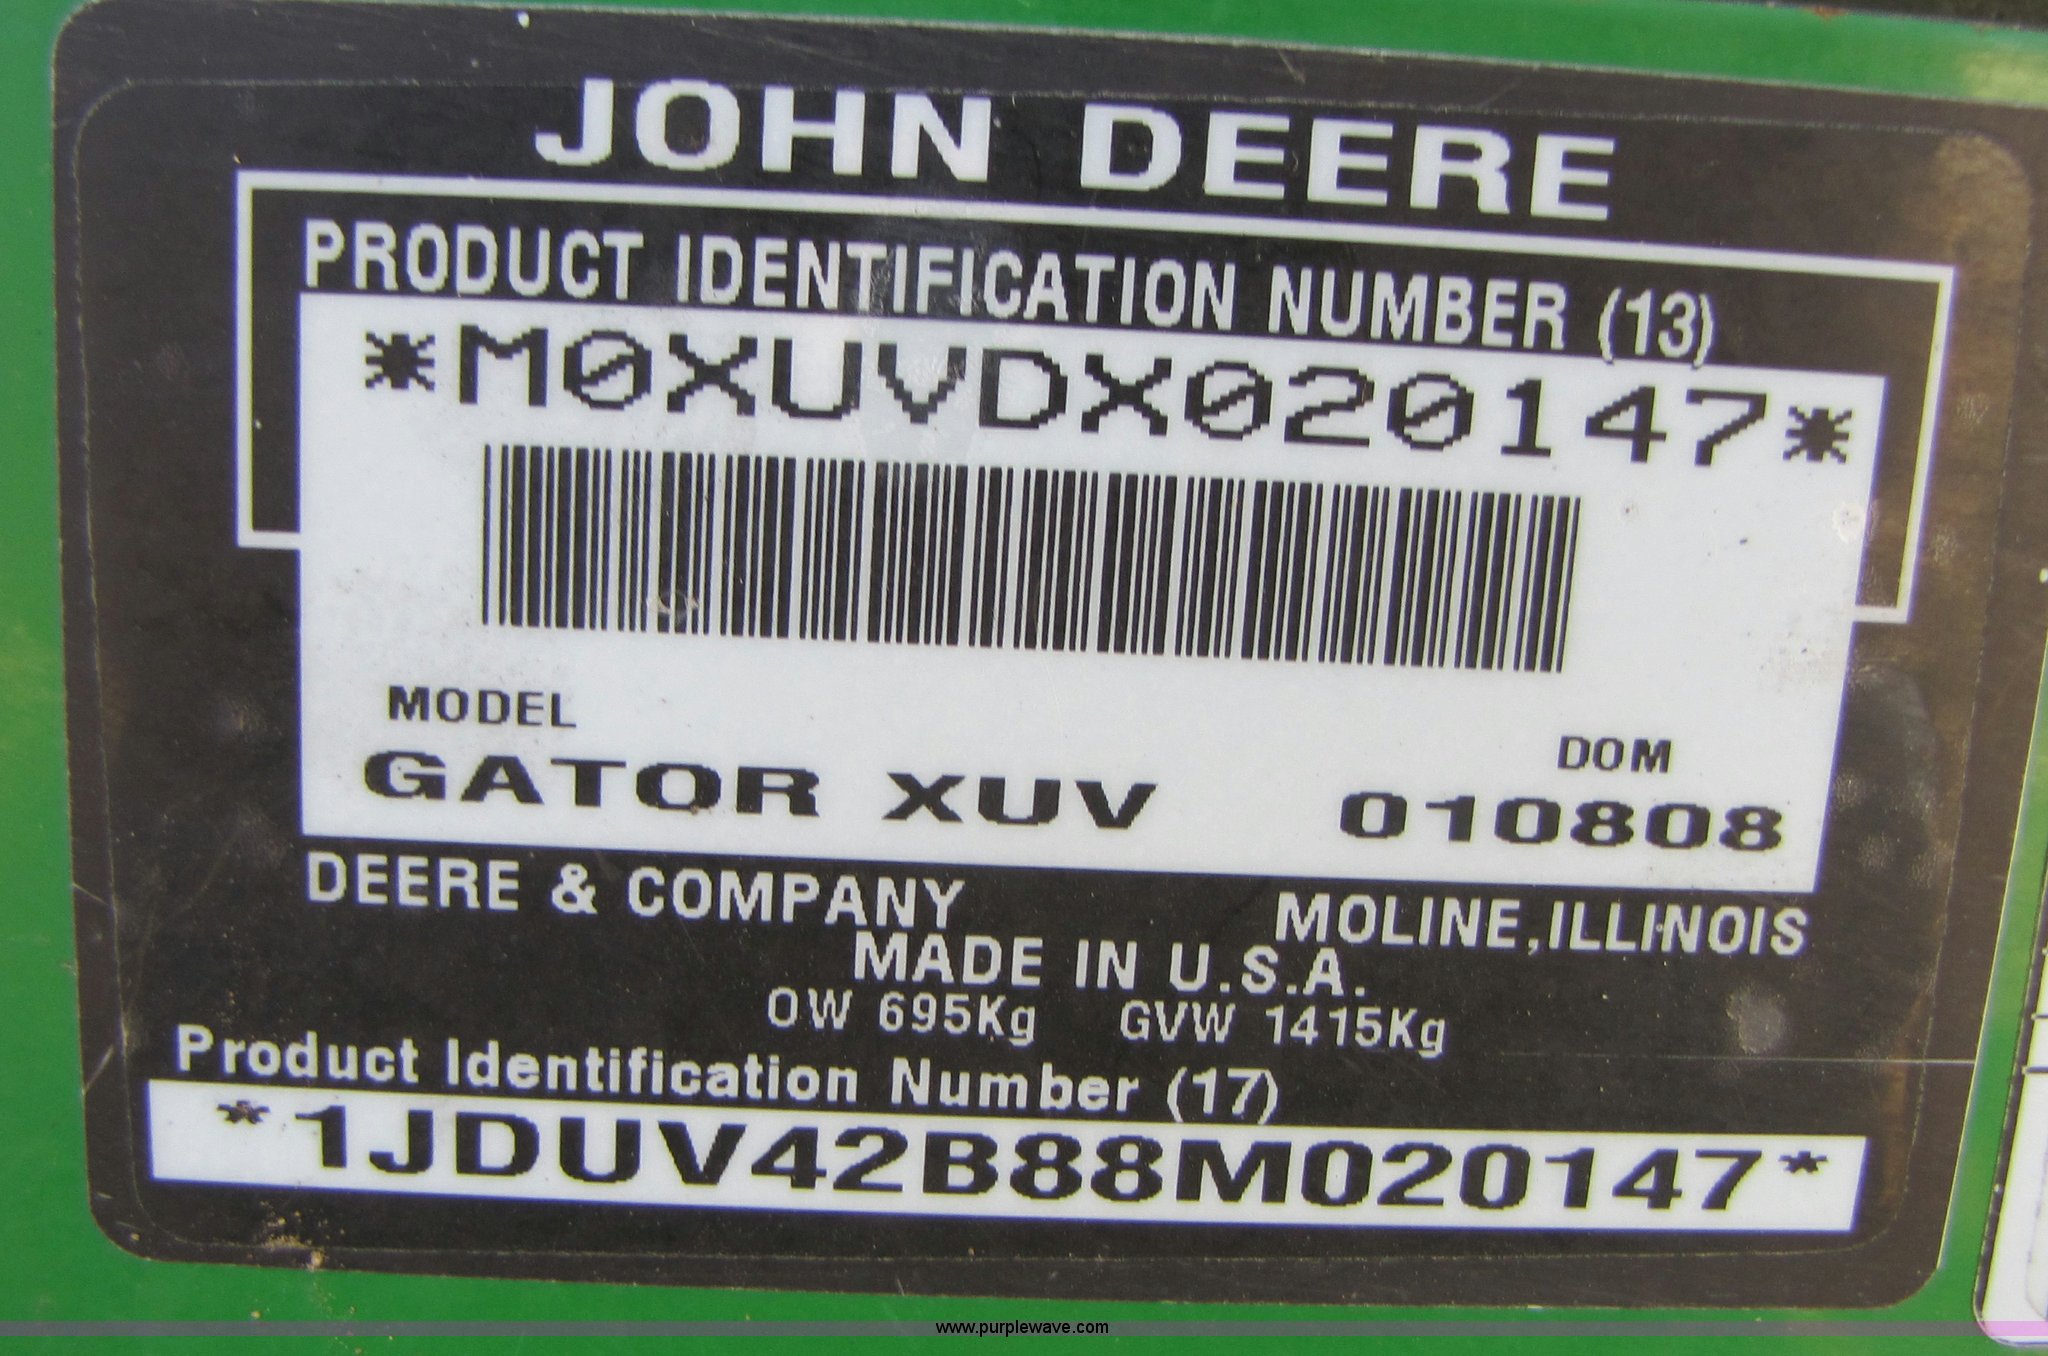 JOHN DEERE
PRODUCT IDENTIFICATION NUMBER (13)
*M0XUVDX020147*
MODEL
DOM
GATOR XUV 010808
DEERE & COMPANY MOLINE, ILLINOIS
MADE IN U.S.A.
OW 695Kg GVW 1415Kg
Product Identification Number (17)
*1JDUV42B88M020147*
www.purplewave.com